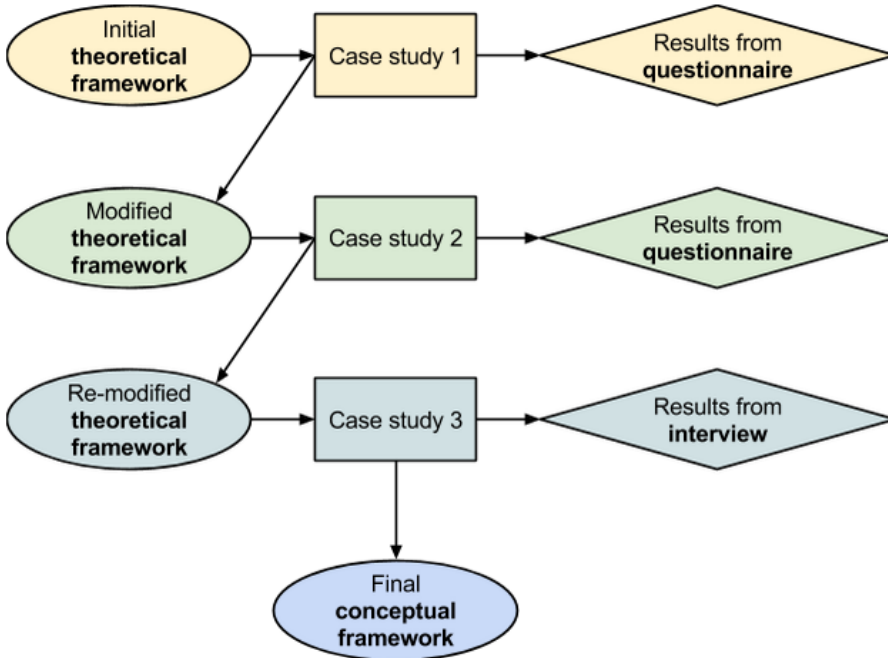 Initial
theoretical
framework
Case study 1
Results from
questionnaire
Modified
theoretical
framework
Case study 2
Results from
questionnaire
Re-modified
theoretical
framework
Case study 3
Results from
interview
Final
conceptual
framework